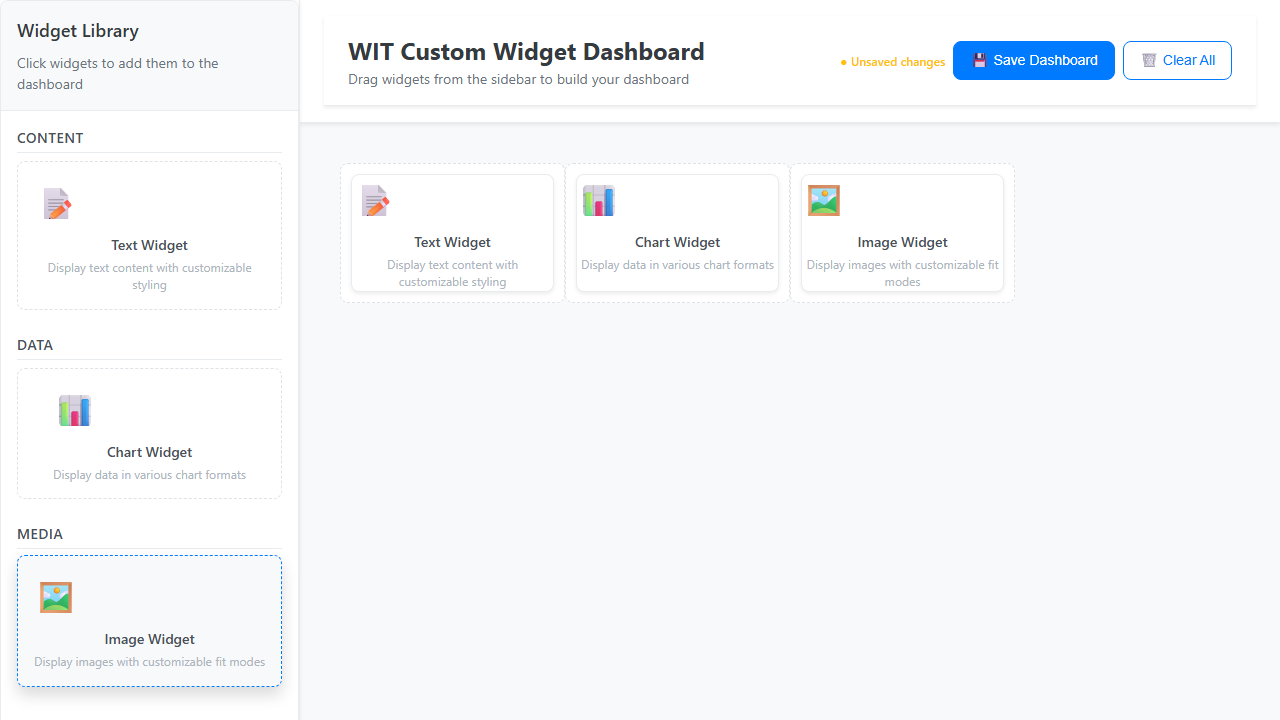 Widget Library
Click widgets to add them to the
dashboard
CONTENT
Text Widget
Display text content with customizable
styling
DATA
Chart Widget
Display data in various chart formats
MEDIA
Image Widget
Display images with customizable fit modes
WIT Custom Widget Dashboard
Drag widgets from the sidebar to build your dashboard
● Unsaved changes
💾 Save Dashboard
🗑️ Clear All
Text Widget
Display text content with
customizable styling
Chart Widget
Display data in various chart formats
Image Widget
Display images with customizable fit
modes